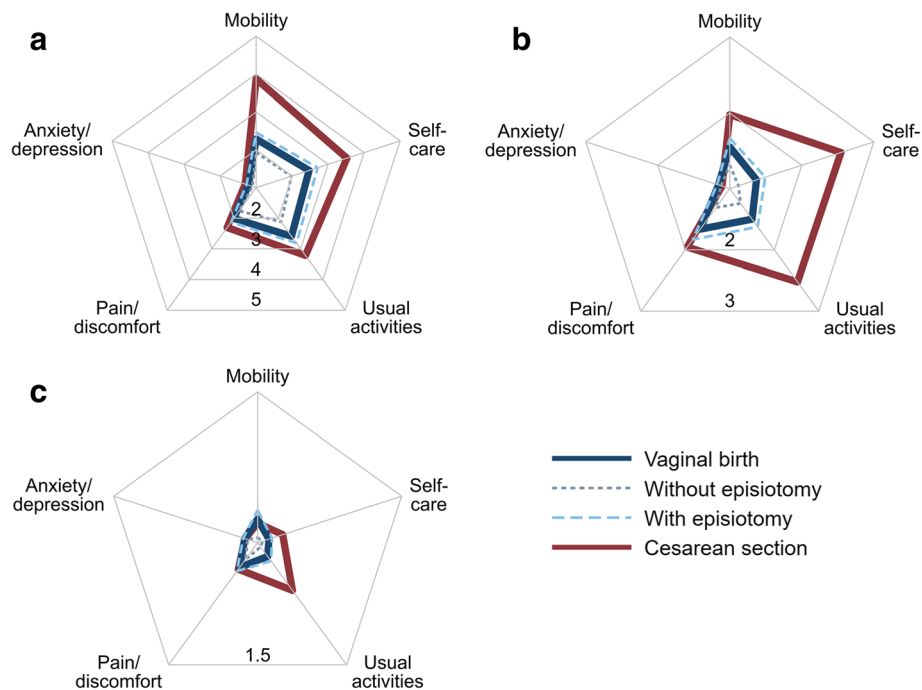 a
Mobility
Anxiety/
depression
Self-
care
2
3
4
5
Pain/
discomfort
Usual
activities
b
Mobility
Anxiety/
depression
Self-
care
2
3
Pain/
discomfort
Usual
activities
c
Mobility
Anxiety/
depression
Self-
care
1.5
Pain/
discomfort
Usual
activities
Vaginal birth
Without episiotomy
With episiotomy
Cesarean section